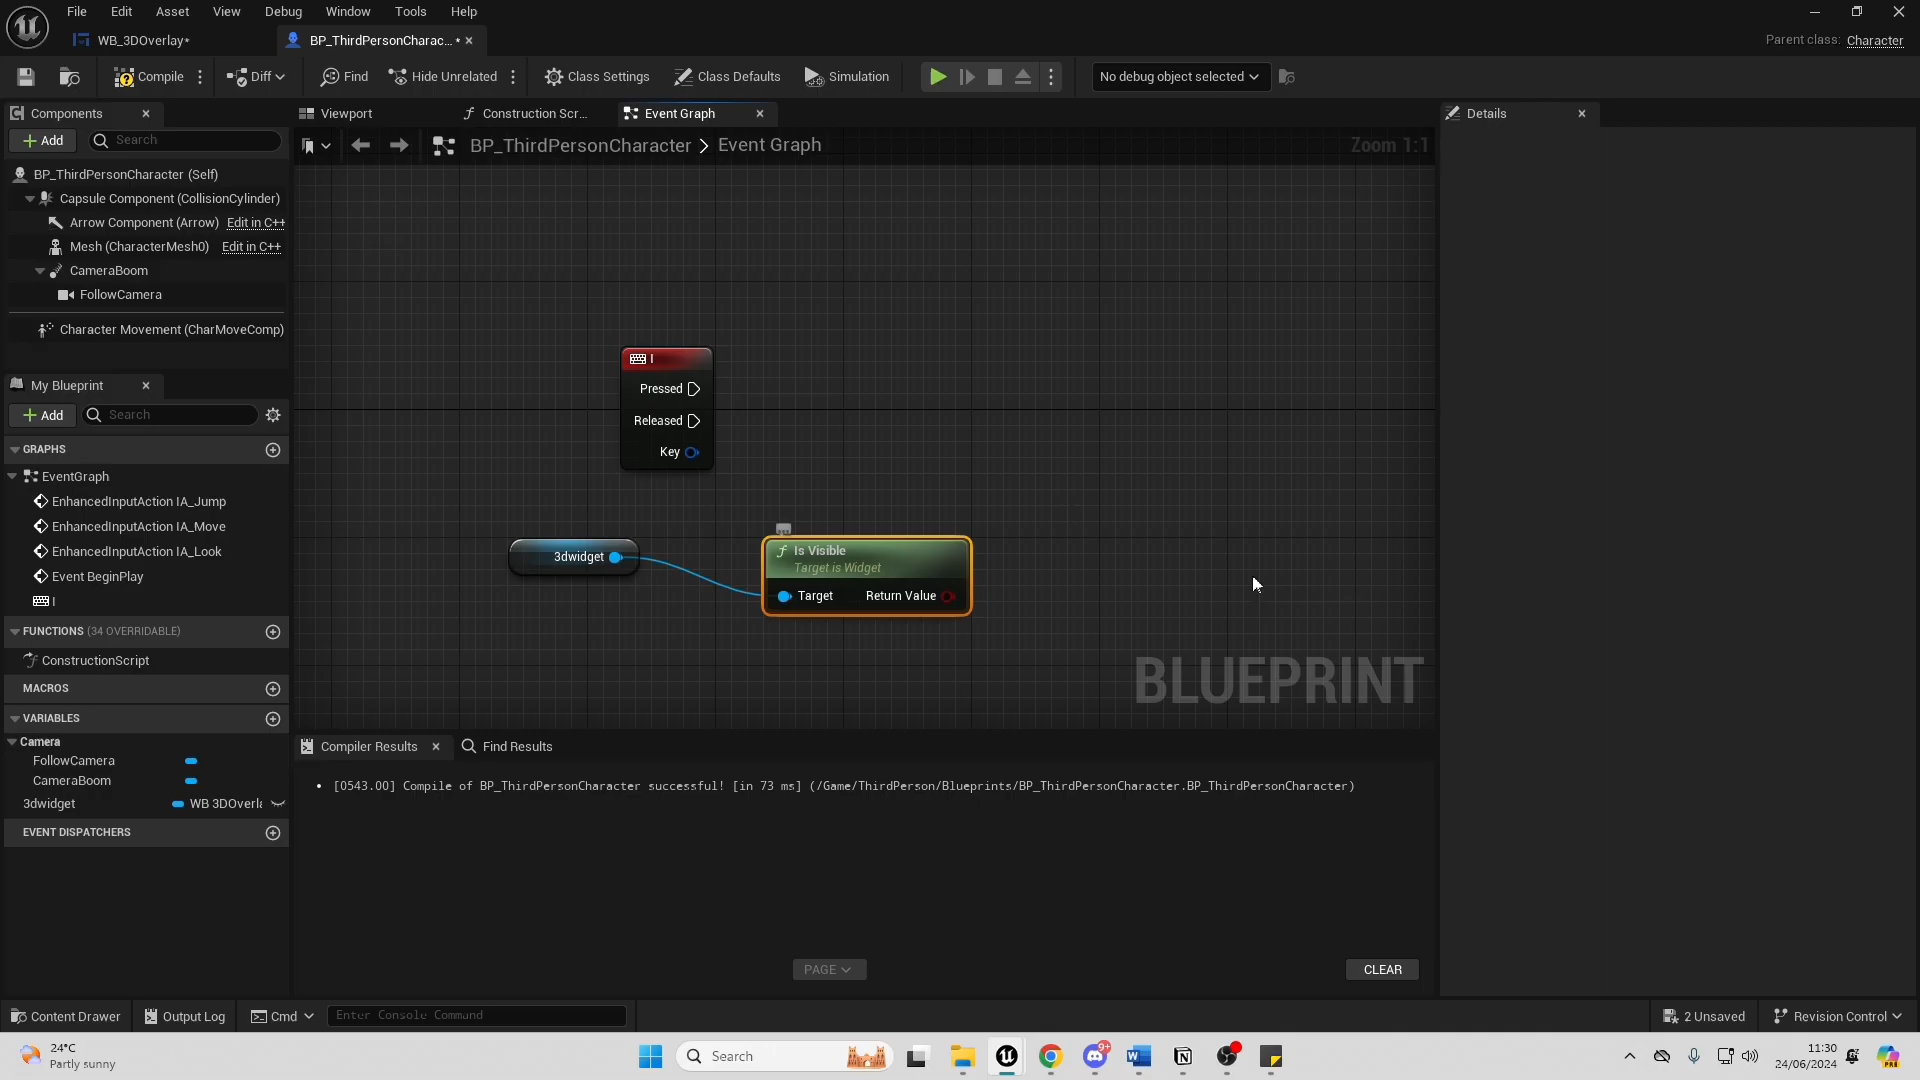 File Edit Asset View Debug Window Tools Help
WB_3DOverlay*
BP_ThirdPersonCharac... *
Parent class: Character
Compile
Diff
Find
Hide Unrelated
Class Settings
Class Defaults
Simulation
No debug object selected
Components
Add
Search
BP_ThirdPersonCharacter (Self)
Capsule Component (CollisionCylinder)
Arrow Component (Arrow) Edit in C++
Mesh (CharacterMesh0) Edit in C++
CameraBoom
FollowCamera
Character Movement (CharMoveComp)
My Blueprint
Add
Search
GRAPHS
EventGraph
EnhancedInputAction IA_Jump
EnhancedInputAction IA_Move
EnhancedInputAction IA_Look
Event BeginPlay
I
FUNCTIONS (34 OVERRIDABLE)
ConstructionScript
MACROS
VARIABLES
Camera
FollowCamera
CameraBoom
3dwidget WB 3DOverl
EVENT DISPATCHERS
Viewport
Construction Scr...
Event Graph
BP_ThirdPersonCharacter > Event Graph
Zoom 1:1
I
Pressed
Released
Key
3dwidget
Is Visible
Target is Widget
Target Return Value
BLUEPRINT
Compiler Results
Find Results
[0543.00] Compile of BP_ThirdPersonCharacter successful! [in 73 ms] (/Game/ThirdPerson/Blueprints/BP_ThirdPersonCharacter.BP_ThirdPersonCharacter)
PAGE
CLEAR
Details
Content Drawer
Output Log
Cmd
Enter Console Command
2 Unsaved
Revision Control
24°C
Partly sunny
Search
9+
11:30
24/06/2024
PRE